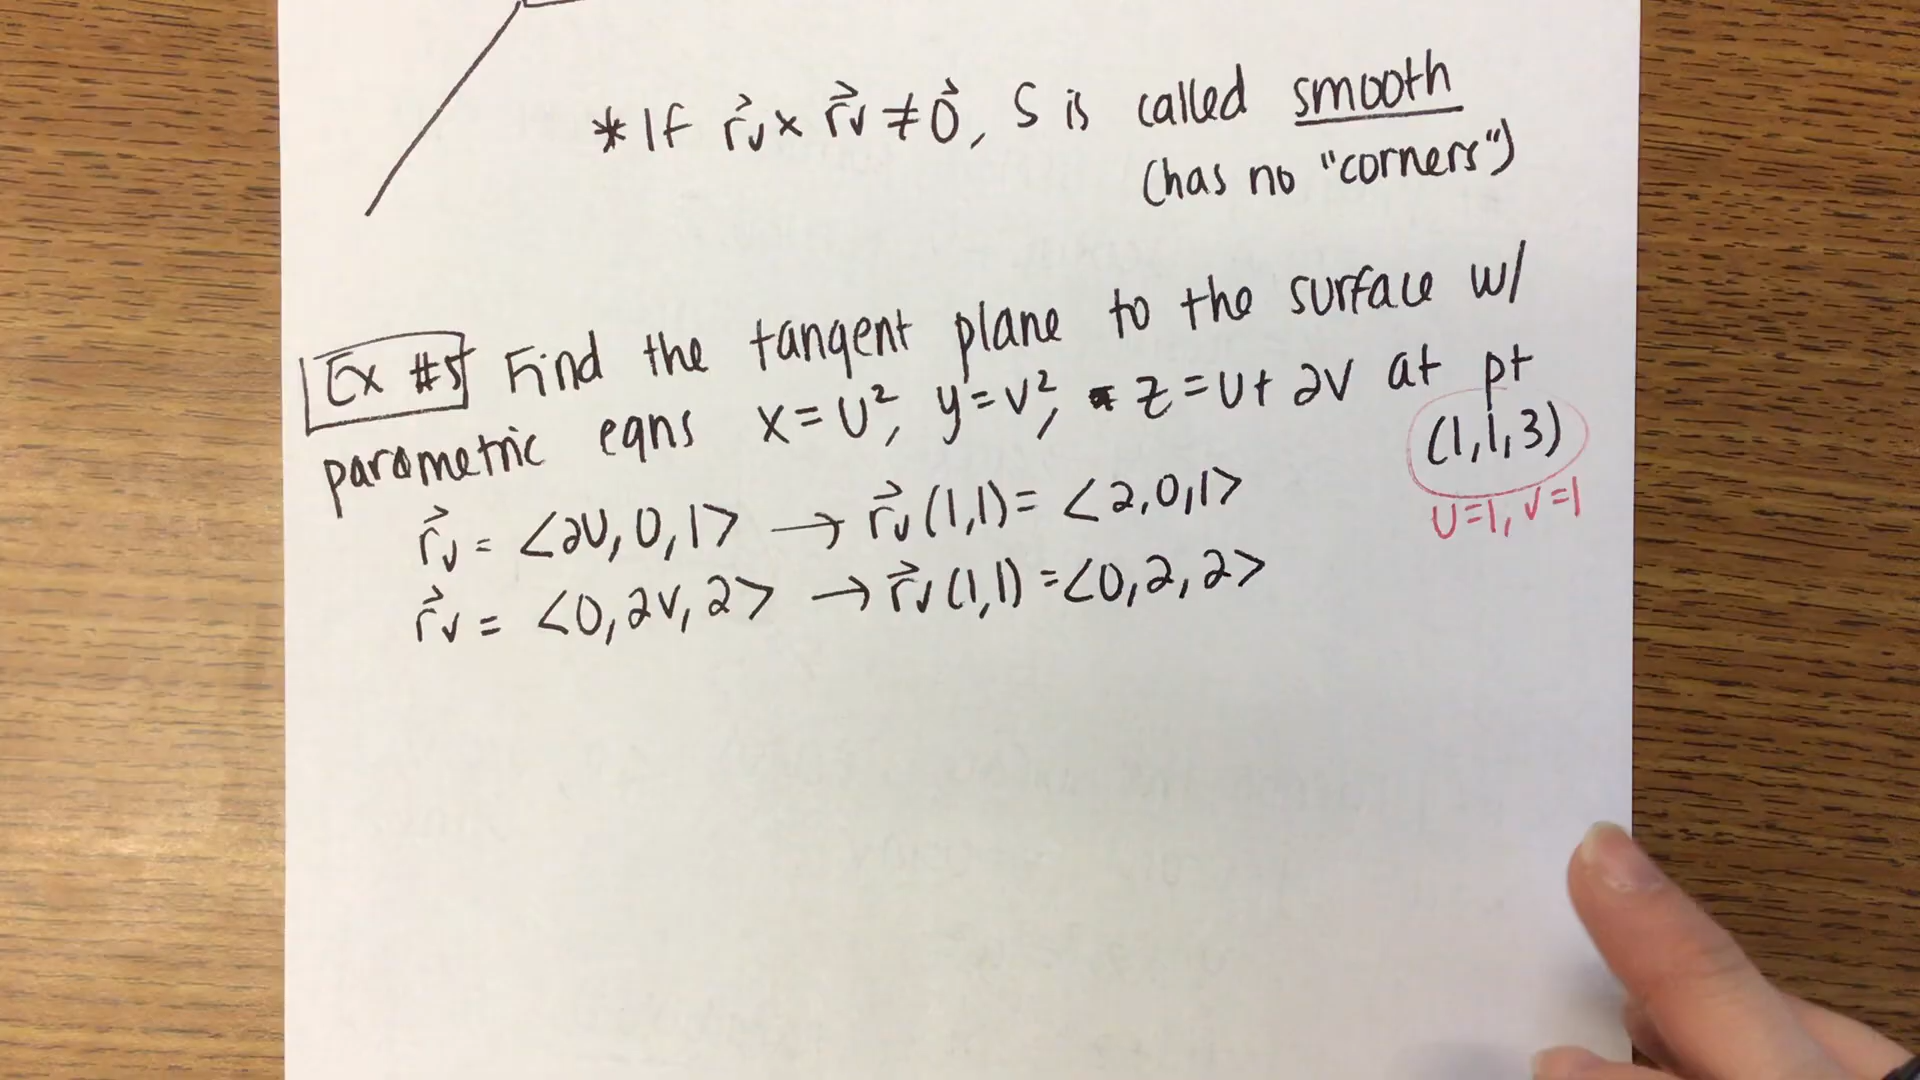 *If r⃗ᵤ × r⃗ᵥ ≠ 0⃗, S is called smooth
(has no "corners")
Ex #5 Find the tangent plane to the surface w/
parametric eqns x=u², y=v², z=u+2v at pt
(1,1,3)
u=1, v=1
r⃗ᵤ = <2u, 0, 1> → r⃗ᵤ(1,1) = <2,0,1>
r⃗ᵥ = <0, 2v, 2> → r⃗ᵥ(1,1) = <0,2,2>